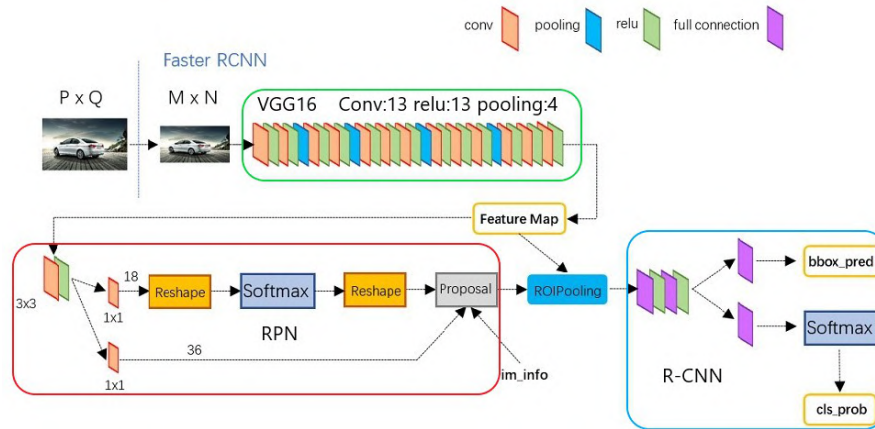 conv pooling relu full connection
Faster RCNN
P x Q
M x N
VGG16 Conv:13 relu:13 pooling:4
Feature Map
3x3
18
1x1
Reshape
Softmax
Reshape
Proposal
ROIPooling
bbox_pred
Softmax
RPN
36
1x1
im_info
R-CNN
cls_prob